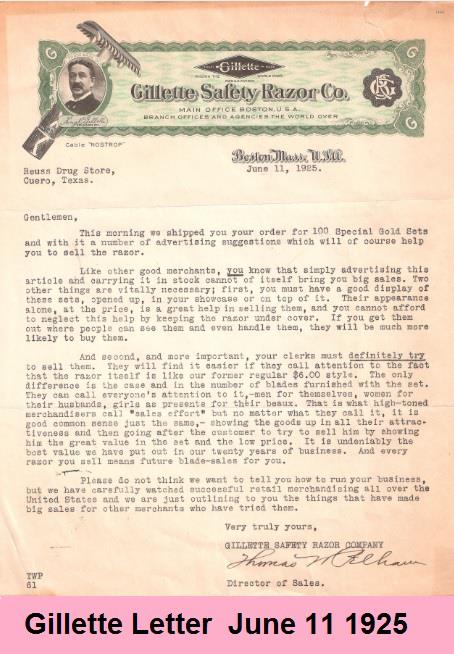 Gillette
Gillette Safety Razor Co.
MAIN OFFICE BOSTON, U.S.A.
BRANCH OFFICES AND AGENCIES THE WORLD OVER
Cable "NOSTROP"
Boston Mass. U.S.A.
June 11, 1925.
Reuss Drug Store,
Cuero, Texas.
Gentlemen,
This morning we shipped you your order for 100 Special Gold Sets
and with it a number of advertising suggestions which will of course help
you to sell the razor.
Like other good merchants, you know that simply advertising this
article and carrying it in stock cannot of itself bring you big sales. Two
other things are vitally necessary; first, you must have a good display of
these sets, opened up, in your showcase or on top of it. Their appearance
alone, at the price, is a great help in selling them, and you cannot afford
to neglect this help by keeping the razor under cover. If you get them
out where people can see them and even handle them, they will be much more
likely to buy them.
And second, and more important, your clerks must definitely try
to sell them. They will find it easier if they call attention to the fact
that the razor itself is like our former regular $6.00 style. The only
difference is the case and in the number of blades furnished with the set.
They can call everyone's attention to it,-men for themselves, women for
their husbands, girls as presents for their beaux. That is what high-toned
merchandisers call "sales effort" but no matter what they call it, it is
good common sense just the same,- showing the goods up in all their attrac-
tiveness and then going after the customer to try to sell him by showing
him the great value in the set and the low price. It is undeniably the
best value we have put out in our twenty years of business. And every
razor you sell means future blade-sales for you.
Please do not think we want to tell you how to run your business,
but we have carefully watched successful retail merchandising all over the
United States and we are just outlining to you the things that have made
big sales for other merchants who have tried them.
Very truly yours,
GILLETTE SAFETY RAZOR COMPANY
Thomas W Pelham
Director of Sales.
TWP
61
Gillette Letter June 11 1925